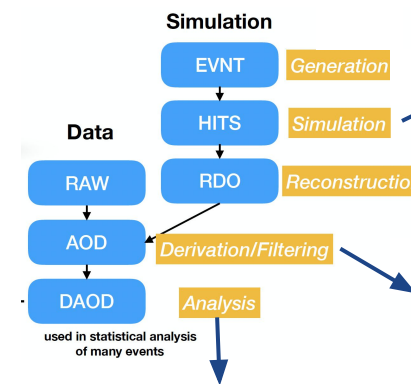 Simulation
EVNT
Generation
HITS
Simulation
Data
RAW
RDO
Reconstructio
AOD
Derivation/Filtering
DAOD
Analysis
used in statistical analysis
of many events